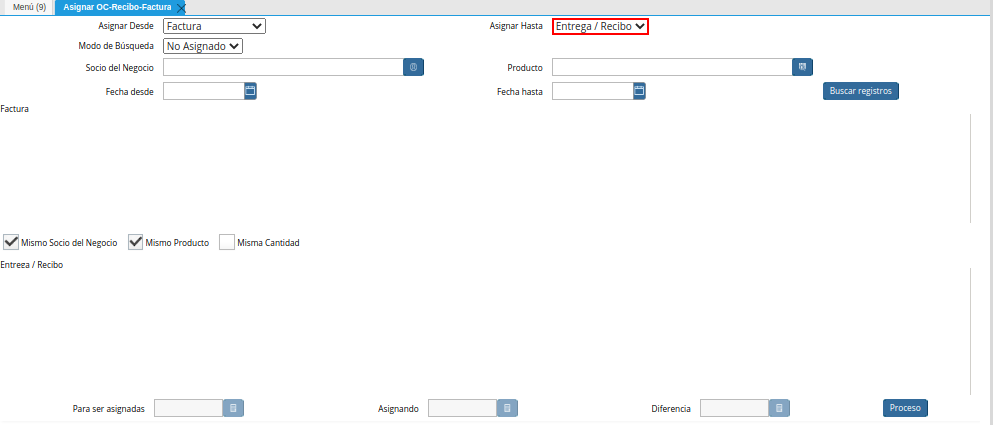 Menú (9) Asignar OC-Recibo-Factura
Asignar Desde Factura Asignar Hasta Entrega / Recibo
Modo de Búsqueda No Asignado
Socio del Negocio Producto
Fecha desde Fecha hasta Buscar registros
Factura
Mismo Socio del Negocio Mismo Producto Misma Cantidad
Entrega / Recibo
Para ser asignadas Asignando Diferencia Proceso